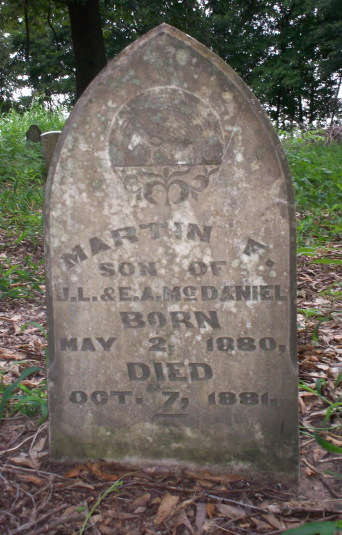 MARTIN F.
SON OF
J.L. & E.A. McDANIEL
BORN
MAY 2, 1880,
DIED
OCT. 7, 1881.